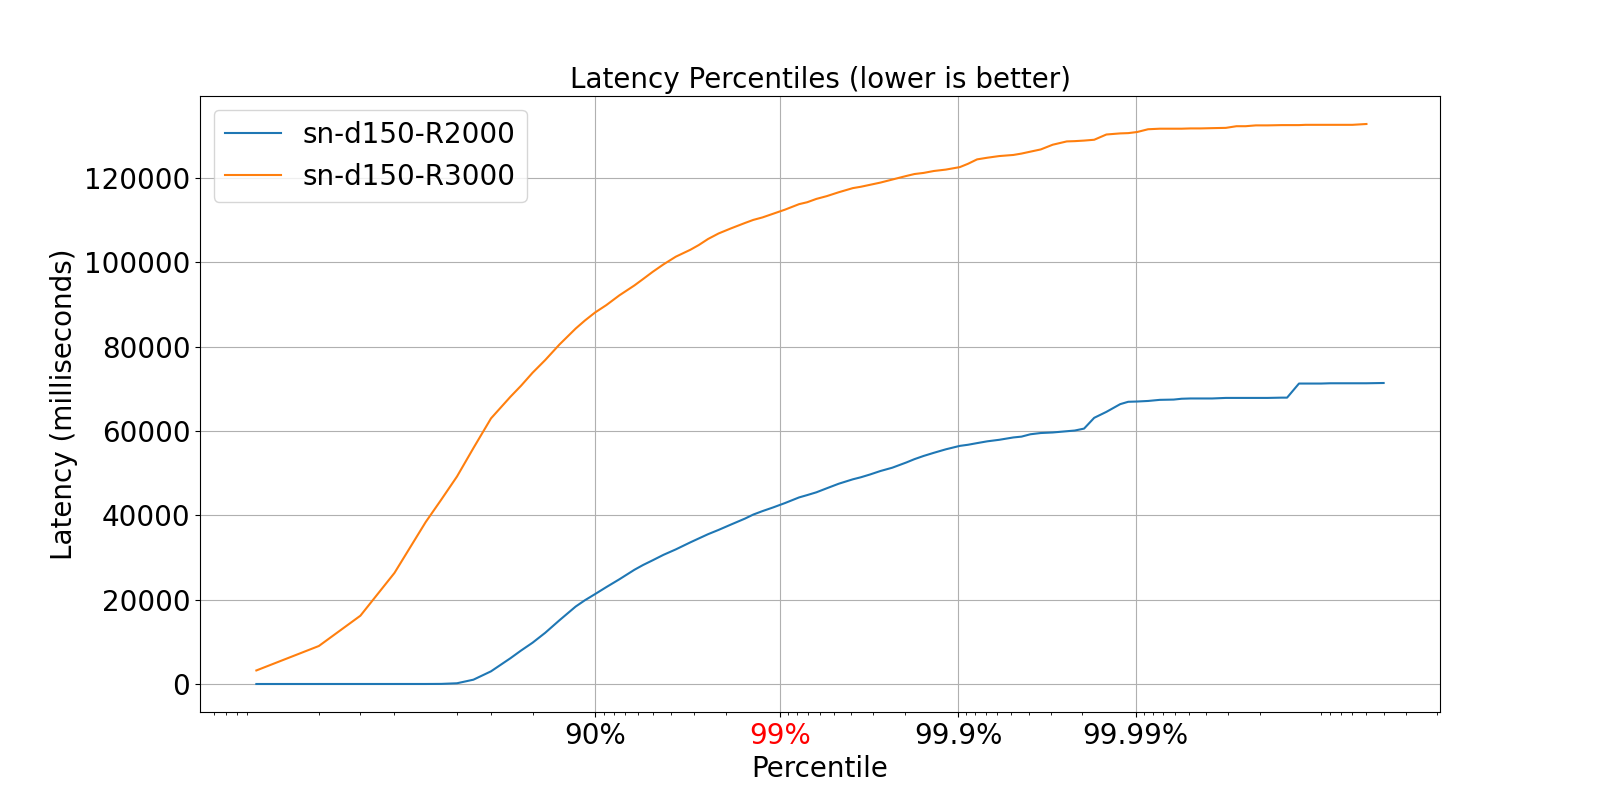 Latency Percentiles (lower is better)
sn-d150-R2000
sn-d150-R3000
Latency (milliseconds)
120000
100000
80000
60000
40000
20000
0
90% 99% 99.9% 99.99%
Percentile